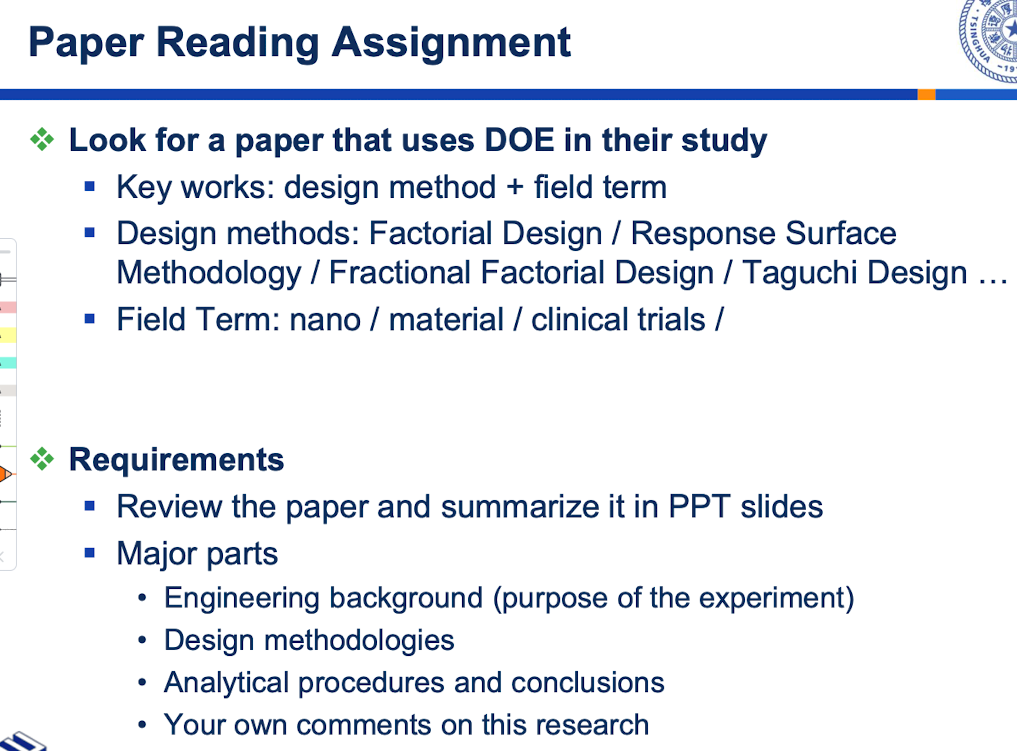 Paper Reading Assignment
TSINGHUA
Look for a paper that uses DOE in their study
Key works: design method + field term
Design methods: Factorial Design / Response Surface
Methodology / Fractional Factorial Design / Taguchi Design …
Field Term: nano / material / clinical trials /
Requirements
Review the paper and summarize it in PPT slides
Major parts
Engineering background (purpose of the experiment)
Design methodologies
Analytical procedures and conclusions
Your own comments on this research